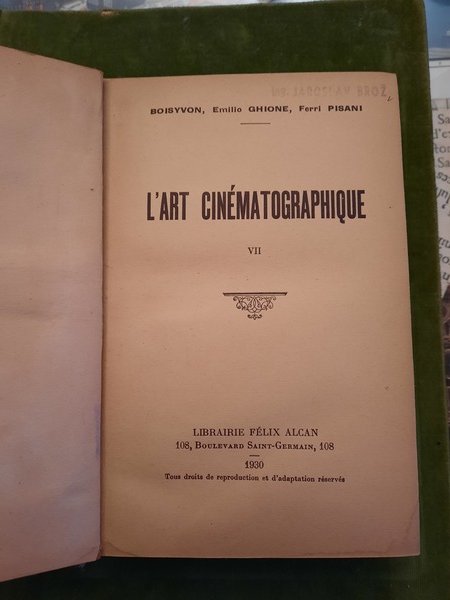 Ing. JAROSLAV BROŽ
BOISYVON, Emilio GHIONE, Ferri PISANI
L'ART CINÉMATOGRAPHIQUE
VII
LIBRAIRIE FÉLIX ALCAN
108, BOULEVARD SAINT-GERMAIN, 108
1930
Tous droits de reproduction et d'adaptation réservés